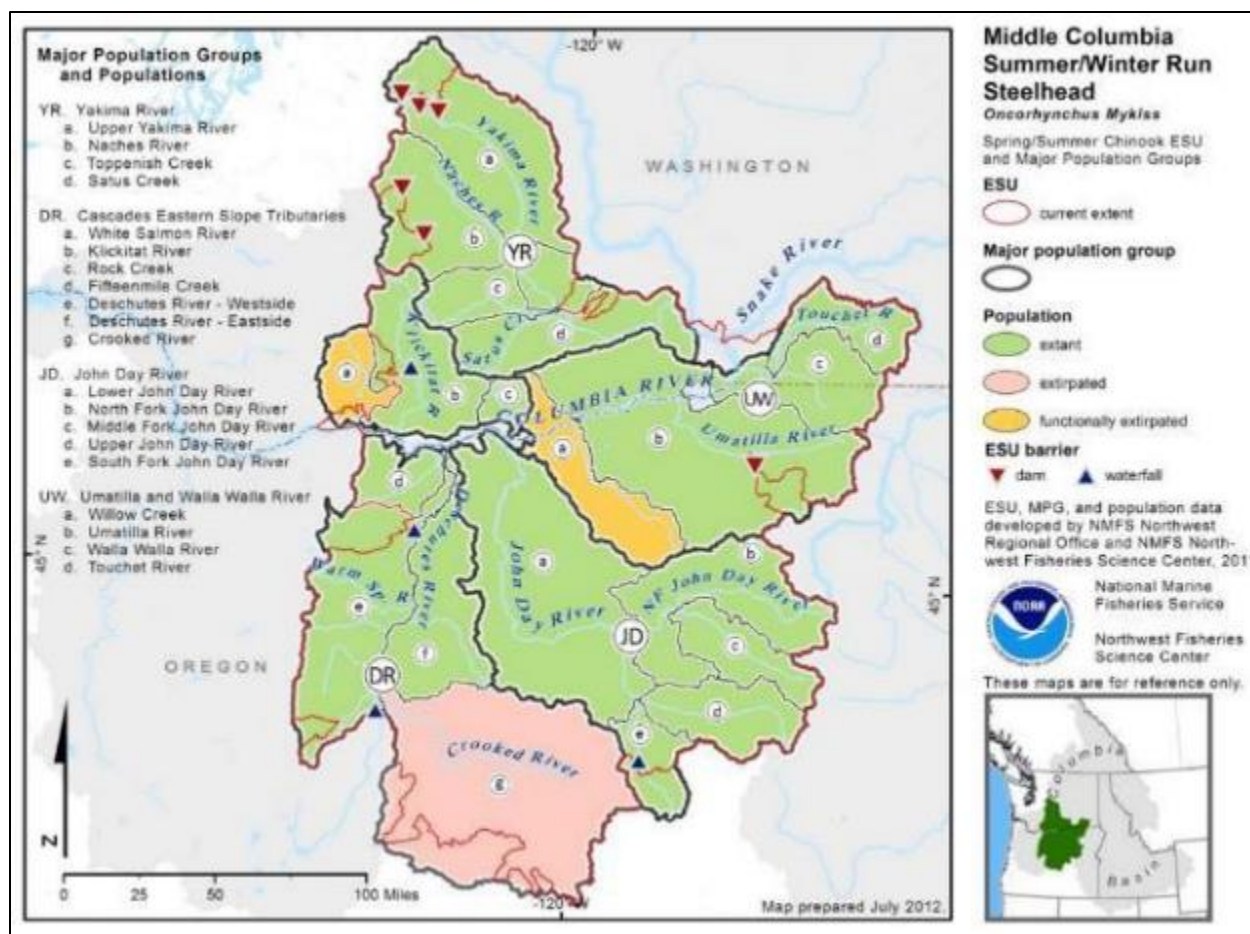 Major Population Groups
and Populations
YR. Yakima River
a. Upper Yakima River
b. Naches River
c. Toppenish Creek
d. Satus Creek
DR. Cascades Eastern Slope Tributaries
a. White Salmon River
b. Klickitat River
c. Rock Creek
d. Fifteenmile Creek
e. Deschutes River - Westside
f. Deschutes River - Eastside
g. Crooked River
JD. John Day River
a. Lower John Day River
b. North Fork John Day River
c. Middle Fork John Day River
d. Upper John Day River
e. South Fork John Day River
UW. Umatilla and Walla Walla River
a. Willow Creek
b. Umatilla River
c. Walla Walla River
d. Touchet River
-120° W
WASHINGTON
Yakima River
a
Naches R
b
YR
c
Satus Cr
d
Snake River
Touchet R
c
d
a
Klickitat R
b
c
COLUMBIA RIVER
UW
Umatilla River
b
a
d
Deschutes River
45° N
Warm Sp. R
e
f
John Day River
a
b
NF John Day River
45° N
JD
c
d
e
OREGON
DR
Crooked River
g
N
0 25 50 100 Miles
-120° W
Map prepared July 2012.
Middle Columbia
Summer/Winter Run
Steelhead
Oncorhynchus Mykiss
Spring/Summer Chinook ESU
and Major Population Groups
ESU
current extent
Major population group
Population
extant
extirpated
functionally extirpated
ESU barrier
dam waterfall
ESU, MPG, and population data
developed by NMFS Northwest
Regional Office and NMFS North-
west Fisheries Science Center, 201
NOAA
National Marine
Fisheries Service
Northwest Fisheries
Science Center
These maps are for reference only.
Columbia
Basin